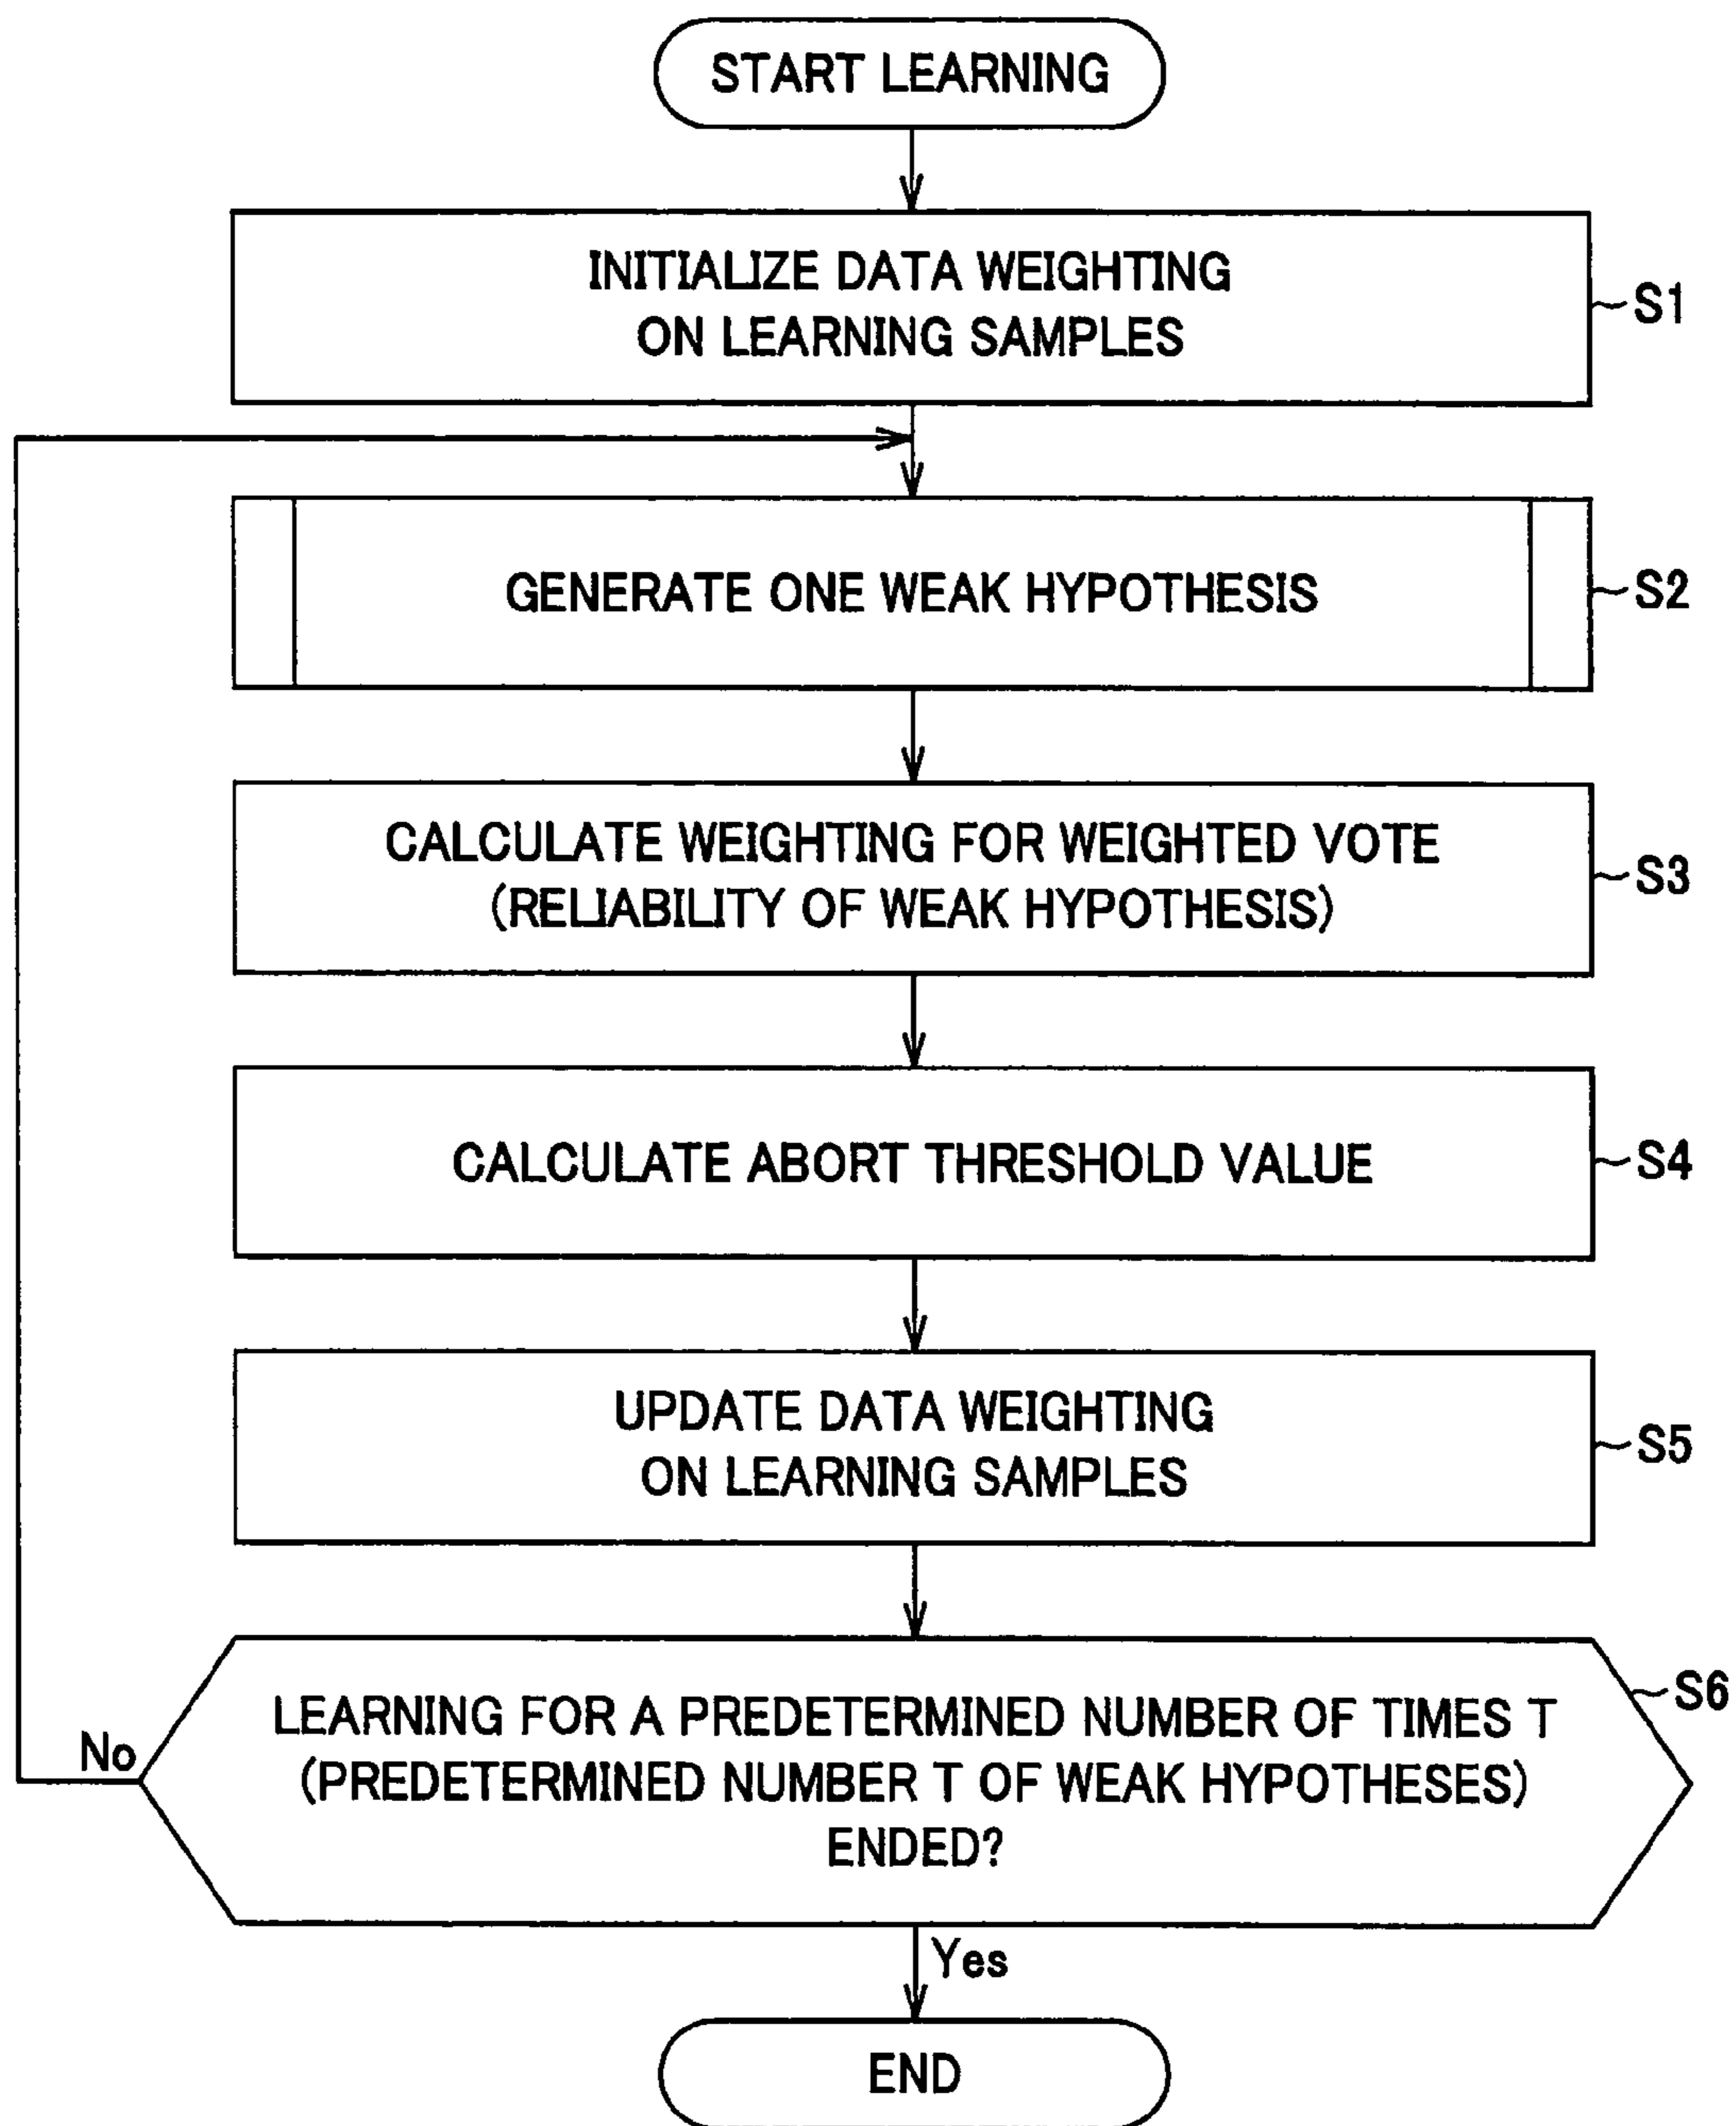 START LEARNING
INITIALIZE DATA WEIGHTING
ON LEARNING SAMPLES
S1
GENERATE ONE WEAK HYPOTHESIS
S2
CALCULATE WEIGHTING FOR WEIGHTED VOTE
(RELIABILITY OF WEAK HYPOTHESIS)
S3
CALCULATE ABORT THRESHOLD VALUE
S4
UPDATE DATA WEIGHTING
ON LEARNING SAMPLES
S5
LEARNING FOR A PREDETERMINED NUMBER OF TIMES T
(PREDETERMINED NUMBER T OF WEAK HYPOTHESES)
ENDED?
S6
No
Yes
END